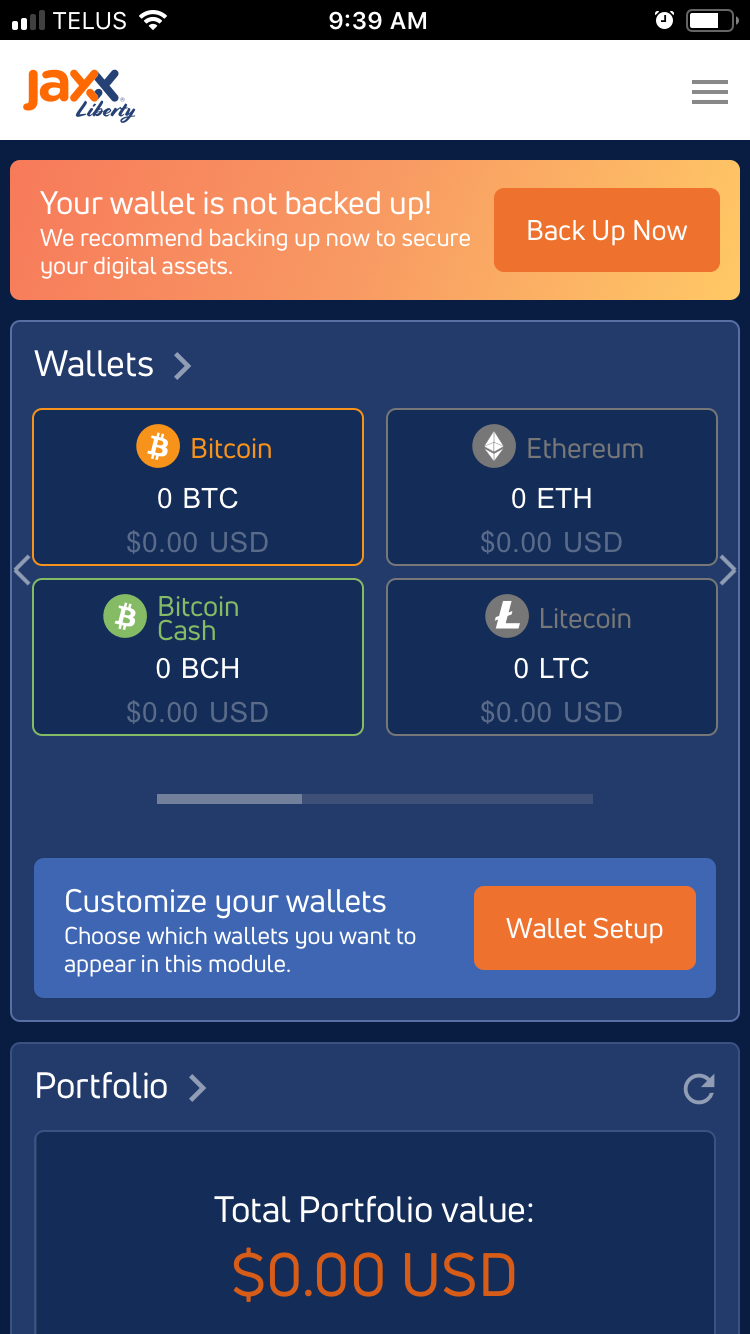 TELUS 9:39 AM
jaxx
Liberty
Your wallet is not backed up!
We recommend backing up now to secure
your digital assets.
Back Up Now
Wallets
Bitcoin
0 BTC
$0.00 USD
Ethereum
0 ETH
$0.00 USD
Bitcoin
Cash
0 BCH
$0.00 USD
Litecoin
0 LTC
$0.00 USD
Customize your wallets
Choose which wallets you want to
appear in this module.
Wallet Setup
Portfolio
Total Portfolio value:
$0.00 USD